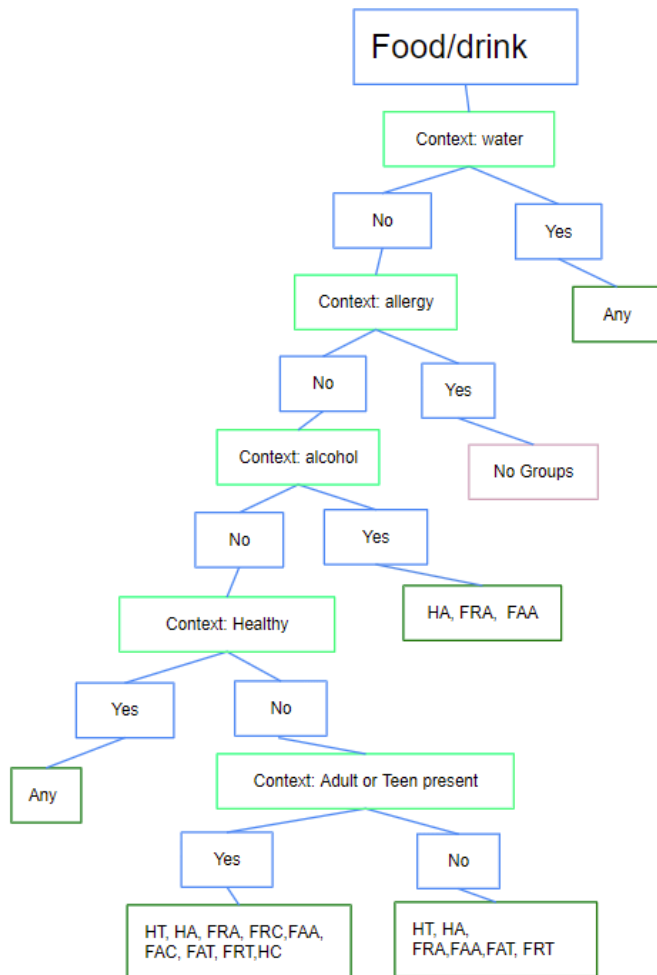 Food/drink
Context: water
No
Yes
Context: allergy
Any
No
Yes
Context: alcohol
No Groups
No
Yes
Context: Healthy
HA, FRA,  FAA
Yes
No
Any
Context: Adult or Teen present
Yes
No
HT, HA, FRA, FRC,FAA,
FAC, FAT, FRT,HC
HT, HA,
FRA,FAA,FAT, FRT